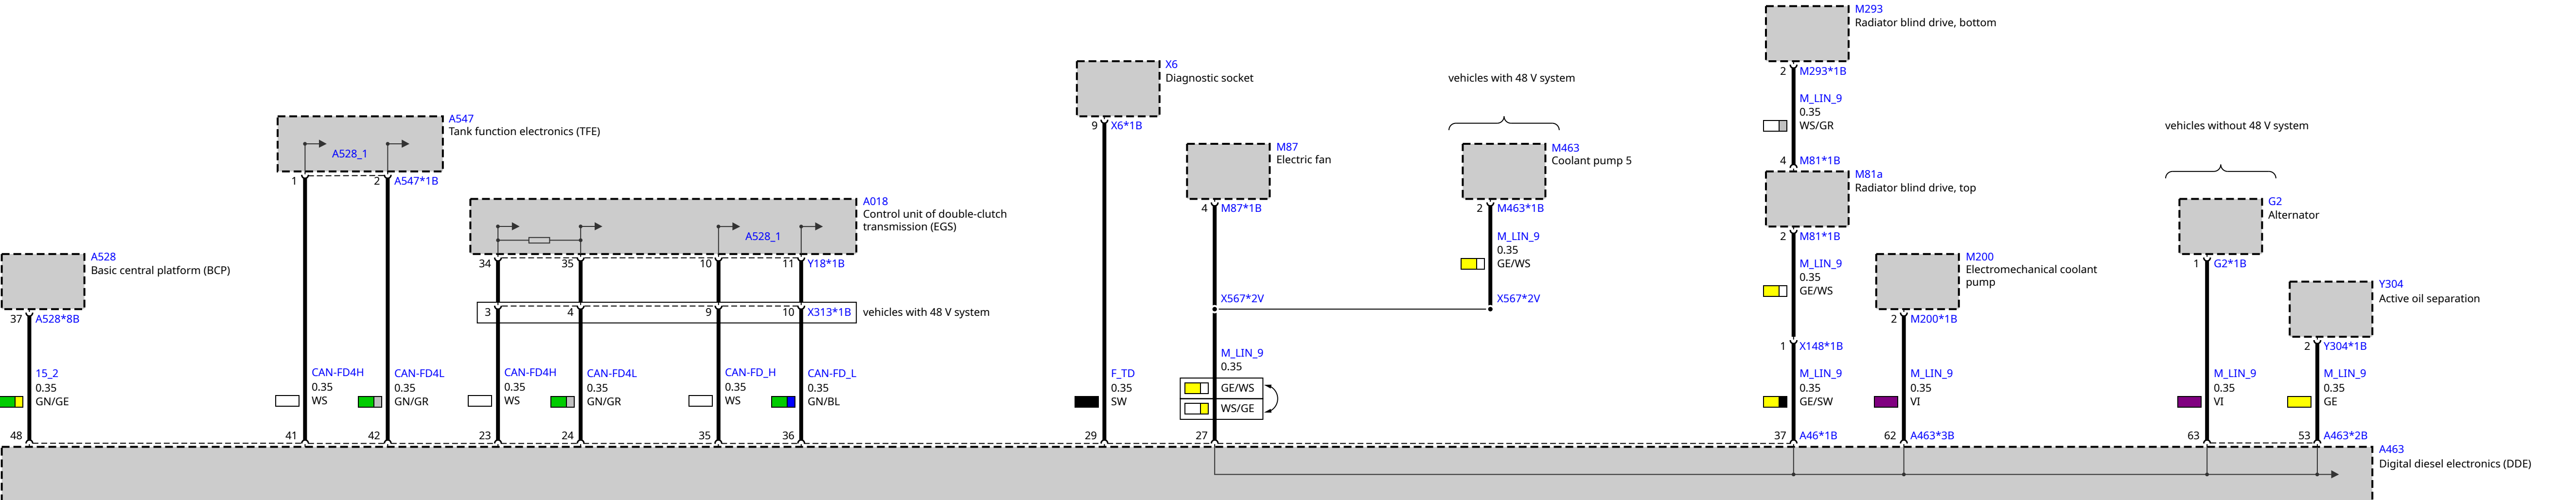 M293
Radiator blind drive, bottom
2 M293*1B
M_LIN_9
0.35
WS/GR
4 M81*1B
M81a
Radiator blind drive, top
2 M81*1B
M_LIN_9
0.35
GE/WS
1 X148*1B
M_LIN_9
0.35
GE/SW
37 A46*1B
X6
Diagnostic socket
9 X6*1B
F_TD
0.35
SW
29
vehicles with 48 V system
M463
Coolant pump 5
2 M463*1B
M_LIN_9
0.35
GE/WS
X567*2V
M87
Electric fan
4 M87*1B
X567*2V
M_LIN_9
0.35
GE/WS
WS/GE
27
A547
Tank function electronics (TFE)
A528_1
1 2 A547*1B
CAN-FD4H
0.35
WS
41
CAN-FD4L
0.35
GN/GR
42
A018
Control unit of double-clutch
transmission (EGS)
A528_1
34 35 10 11 Y18*1B
3 4 9 10 X313*1B
vehicles with 48 V system
CAN-FD4H
0.35
WS
23
CAN-FD4L
0.35
GN/GR
24
CAN-FD_H
0.35
WS
35
CAN-FD_L
0.35
GN/BL
36
A528
Basic central platform (BCP)
37 A528*8B
15_2
0.35
GN/GE
48
M200
Electromechanical coolant
pump
2 M200*1B
M_LIN_9
0.35
VI
62 A463*3B
vehicles without 48 V system
G2
Alternator
1 G2*1B
M_LIN_9
0.35
VI
63
Y304
Active oil separation
2 Y304*1B
M_LIN_9
0.35
GE
53 A463*2B
A463
Digital diesel electronics (DDE)